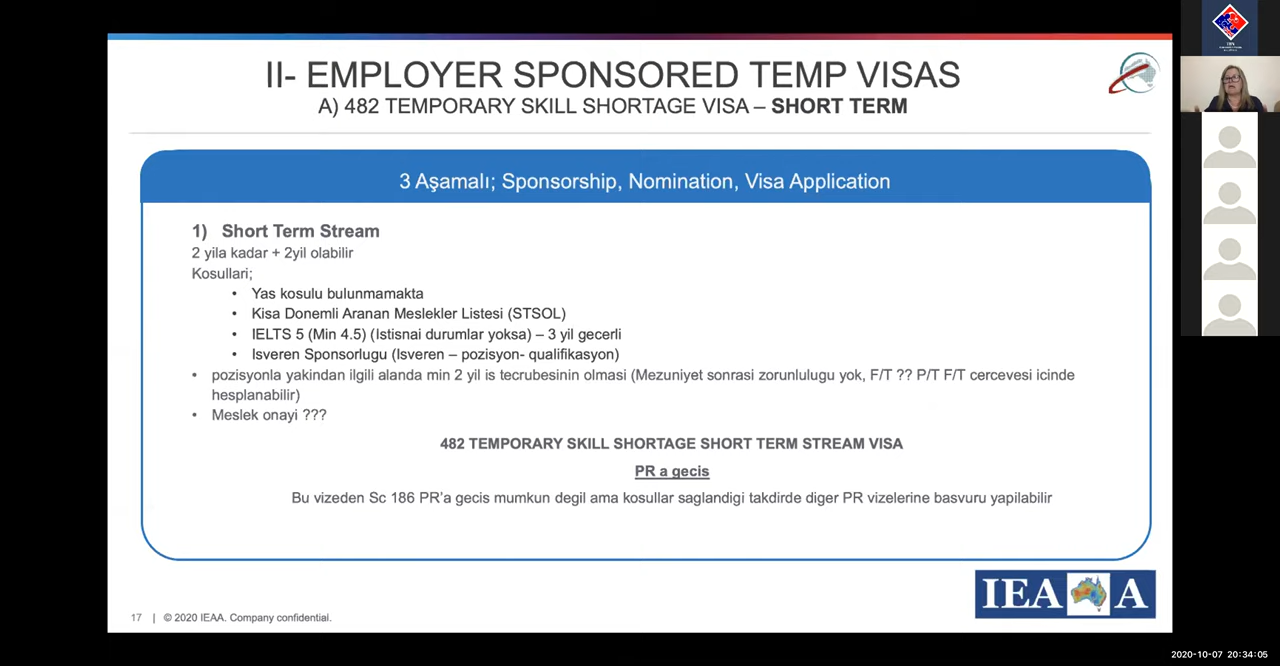 II- EMPLOYER SPONSORED TEMP VISAS
A) 482 TEMPORARY SKILL SHORTAGE VISA – SHORT TERM
3 Aşamalı; Sponsorship, Nomination, Visa Application
1) Short Term Stream
2 yila kadar + 2yil olabilir
Kosullari;
• Yas kosulu bulunmamakta
• Kisa Donemli Aranan Meslekler Listesi (STSOL)
• IELTS 5 (Min 4.5) (Istisnai durumlar yoksa) – 3 yil gecerli
• Isveren Sponsorlugu (Isveren – pozisyon- qualifikasyon)
• pozisyonla yakindan ilgili alanda min 2 yil is tecrubesinin olmasi (Mezuniyet sonrasi zorunlulugu yok, F/T ?? P/T F/T cercevesi icinde
hesplanabilir)
• Meslek onayi ???
482 TEMPORARY SKILL SHORTAGE SHORT TERM STREAM VISA
PR a gecis
Bu vizeden Sc 186 PR'a gecis mumkun degil ama kosullar saglandigi takdirde diger PR vizelerine basvuru yapilabilir
IEAA
17 | © 2020 IEAA. Company confidential.
2020-10-07 20:34:05